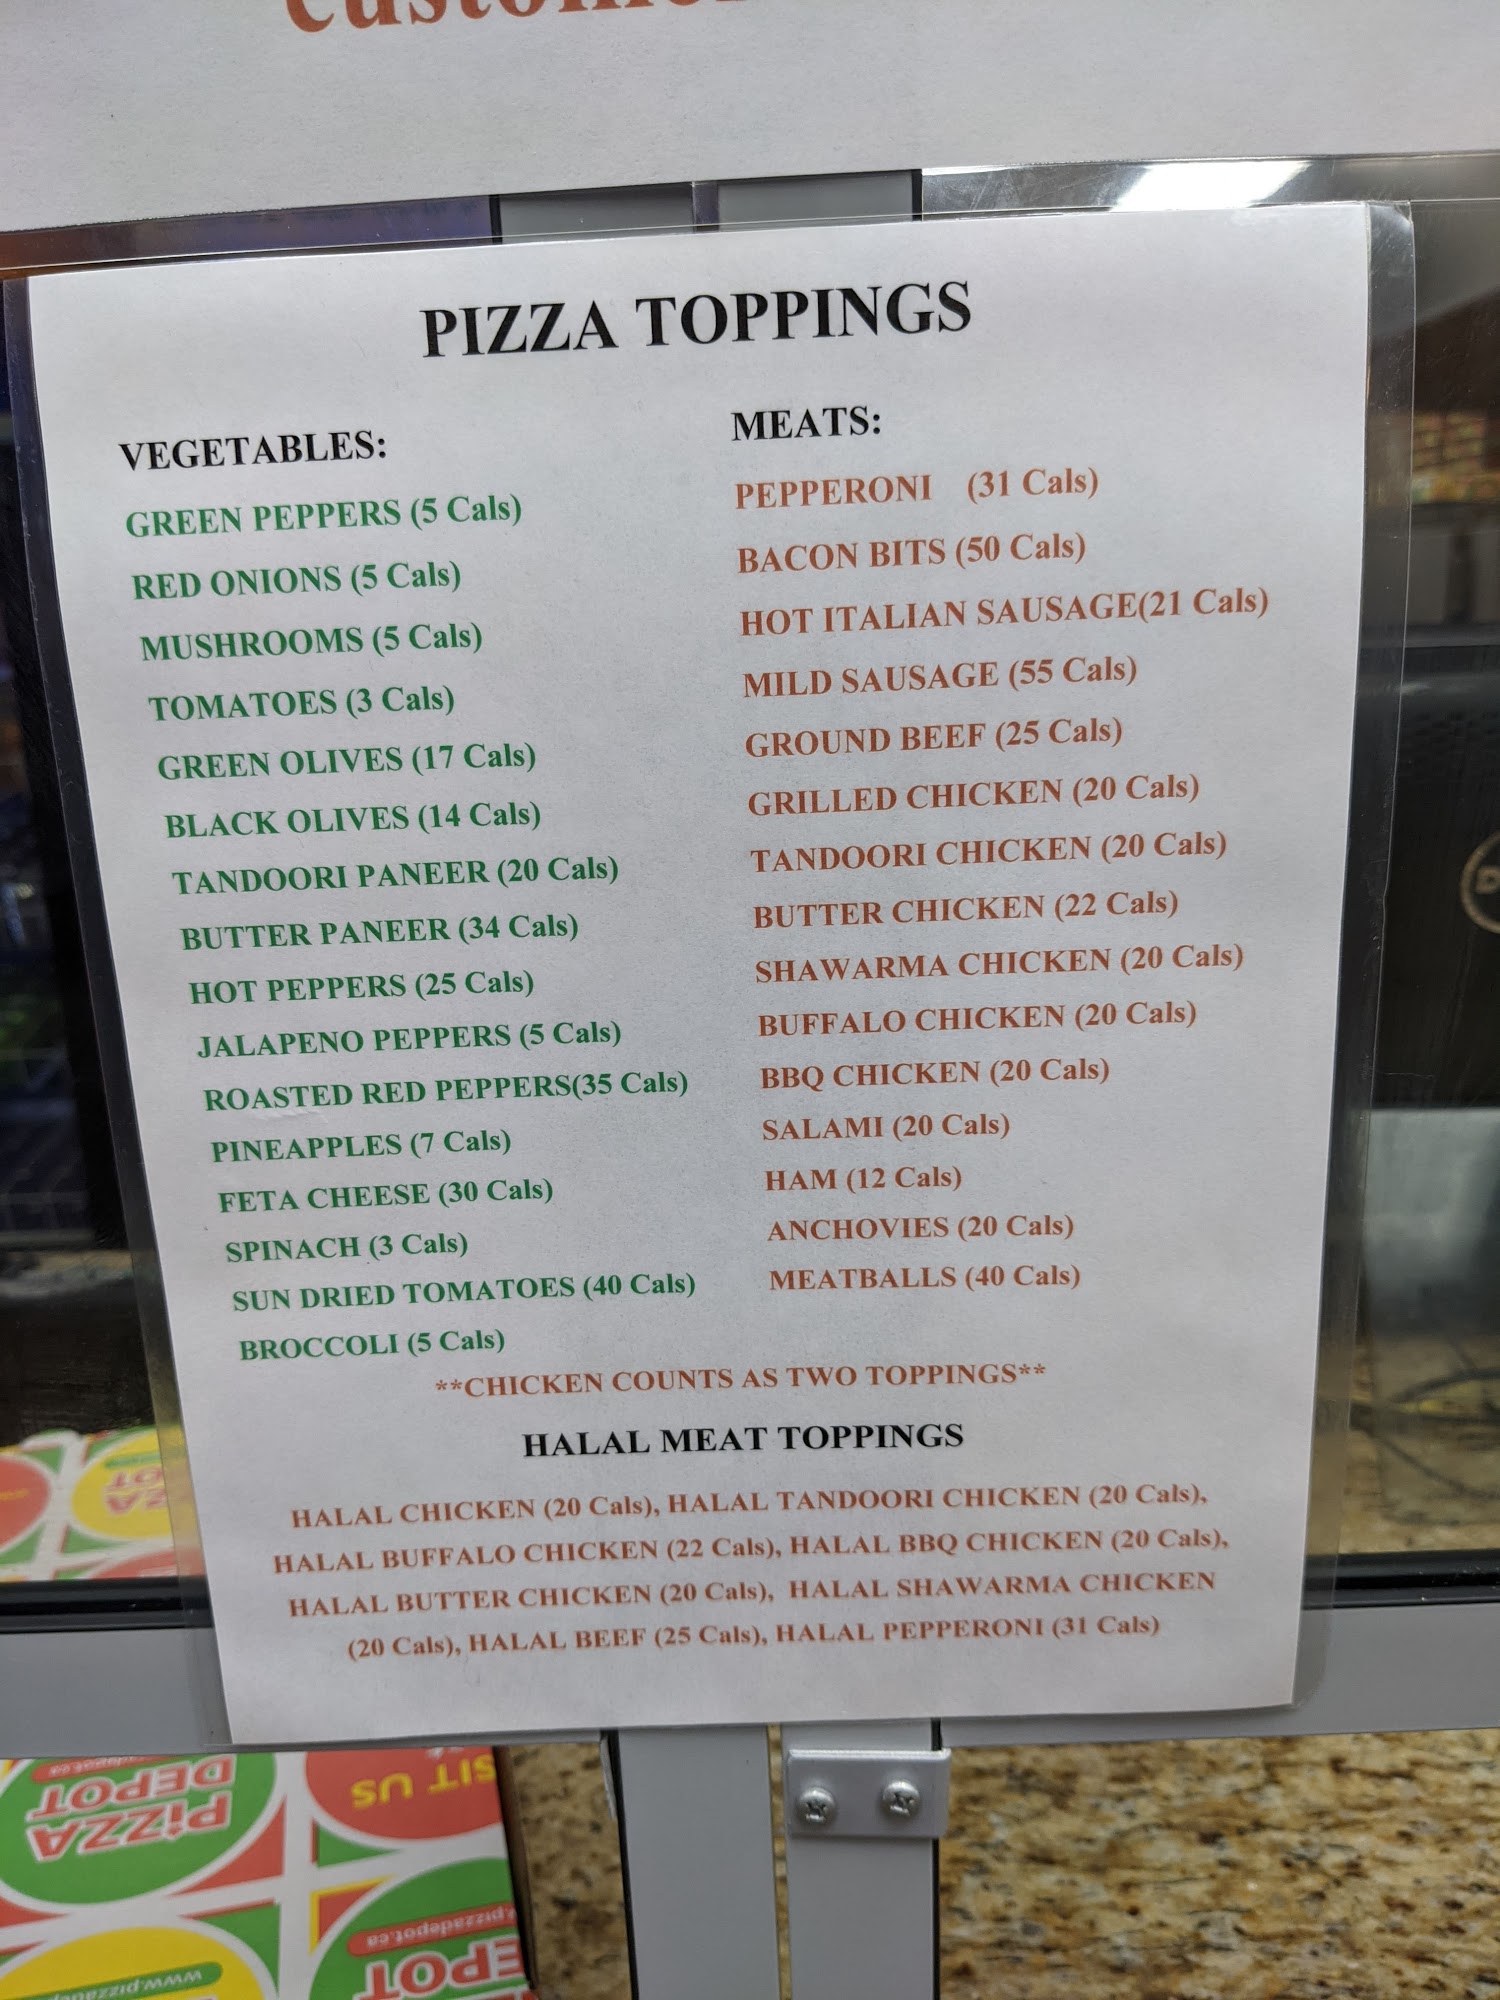 PIZZA TOPPINGS
VEGETABLES:
GREEN PEPPERS (5 Cals)
RED ONIONS (5 Cals)
MUSHROOMS (5 Cals)
TOMATOES (3 Cals)
GREEN OLIVES (17 Cals)
BLACK OLIVES (14 Cals)
TANDOORI PANEER (20 Cals)
BUTTER PANEER (34 Cals)
HOT PEPPERS (25 Cals)
JALAPENO PEPPERS (5 Cals)
ROASTED RED PEPPERS(35 Cals)
PINEAPPLES (7 Cals)
FETA CHEESE (30 Cals)
SPINACH (3 Cals)
SUN DRIED TOMATOES (40 Cals)
BROCCOLI (5 Cals)
MEATS:
PEPPERONI (31 Cals)
BACON BITS (50 Cals)
HOT ITALIAN SAUSAGE(21 Cals)
MILD SAUSAGE (55 Cals)
GROUND BEEF (25 Cals)
GRILLED CHICKEN (20 Cals)
TANDOORI CHICKEN (20 Cals)
BUTTER CHICKEN (22 Cals)
SHAWARMA CHICKEN (20 Cals)
BUFFALO CHICKEN (20 Cals)
BBQ CHICKEN (20 Cals)
SALAMI (20 Cals)
HAM (12 Cals)
ANCHOVIES (20 Cals)
MEATBALLS (40 Cals)
**CHICKEN COUNTS AS TWO TOPPINGS**
HALAL MEAT TOPPINGS
HALAL CHICKEN (20 Cals), HALAL TANDOORI CHICKEN (20 Cals),
HALAL BUFFALO CHICKEN (22 Cals), HALAL BBQ CHICKEN (20 Cals),
HALAL BUTTER CHICKEN (20 Cals), HALAL SHAWARMA CHICKEN
(20 Cals), HALAL BEEF (25 Cals), HALAL PEPPERONI (31 Cals)
PiZZA
DEPOT
US